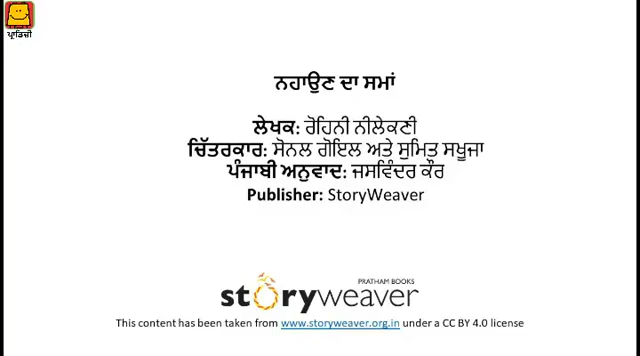 ਪ੍ਰਾਡਿਜੀ
ਨਹਾਉਣ ਦਾ ਸਮਾਂ
ਲੇਖਕ: ਰੋਹਿਨੀ ਨੀਲੇਕਣੀ
ਚਿੱਤਰਕਾਰ: ਸੋਨਲ ਗੋਇਲ ਅਤੇ ਸੁਮਿਤ ਸਖੂਜਾ
ਪੰਜਾਬੀ ਅਨੁਵਾਦ: ਜਸਵਿੰਦਰ ਕੌਰ
Publisher: StoryWeaver
PRATHAM BOOKS
storyweaver
This content has been taken from www.storyweaver.org.in under a CC BY 4.0 license